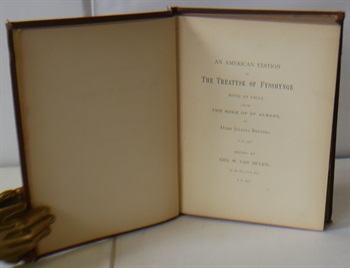 AN AMERICAN EDITION
OF
THE TREATYSE OF FYSSHYNGE
WYTH AN ANGLE
FROM
THE BOKE OF ST. ALBANS,
BY
DAME JULIANA BERNERS
EDITED BY
GEO. W. VAN SICLEN